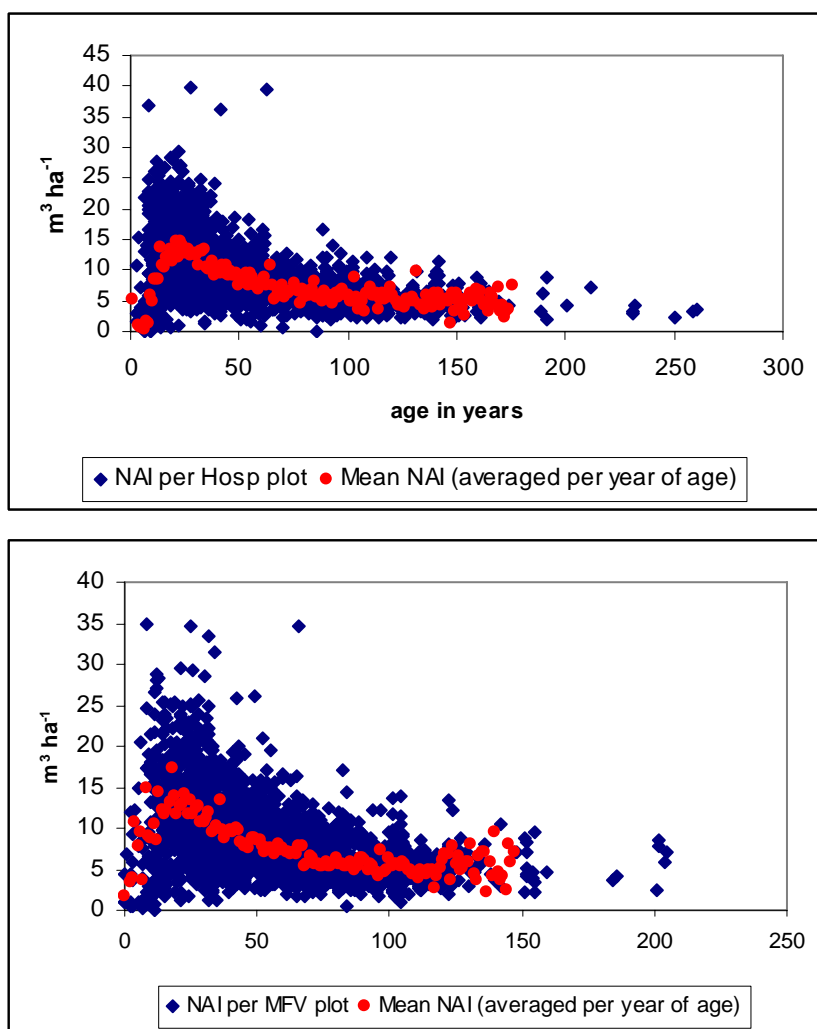 45
40
35
30
25
20
15
10
5
0
m³ ha⁻¹
0 50 100 150 200 250 300
age in years
NAI per Hosp plot Mean NAI (averaged per year of age)
40
35
30
25
20
15
10
5
0
m³ ha⁻¹
0 50 100 150 200 250
NAI per MFV plot Mean NAI (averaged per year of age)